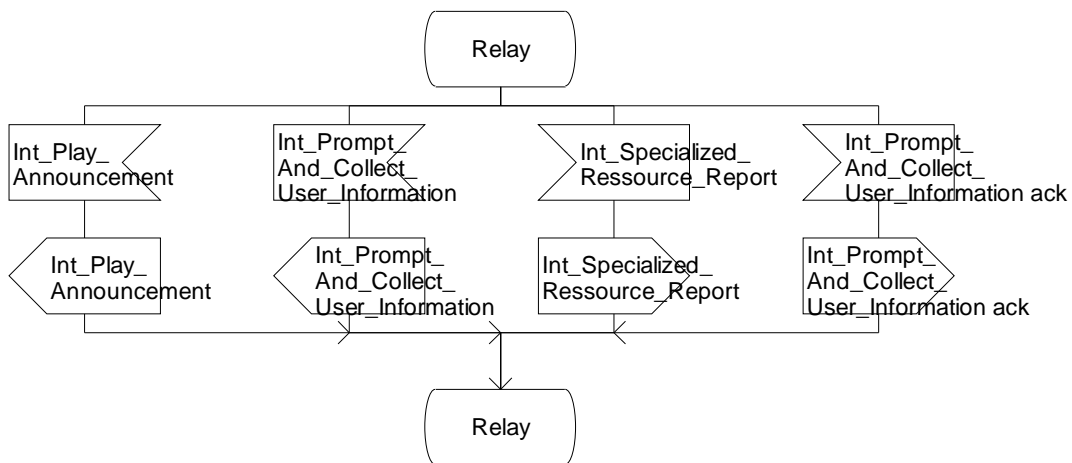 Relay
Int_Play_
Announcement
Int_Prompt_
And_Collect_
User_Information
Int_Specialized_
Ressource_Report
Int_Prompt_
And_Collect_
User_Information ack
Int_Play_
Announcement
Int_Prompt_
And_Collect_
User_Information
Int_Specialized_
Ressource_Report
Int_Prompt_
And_Collect_
User_Information ack
Relay